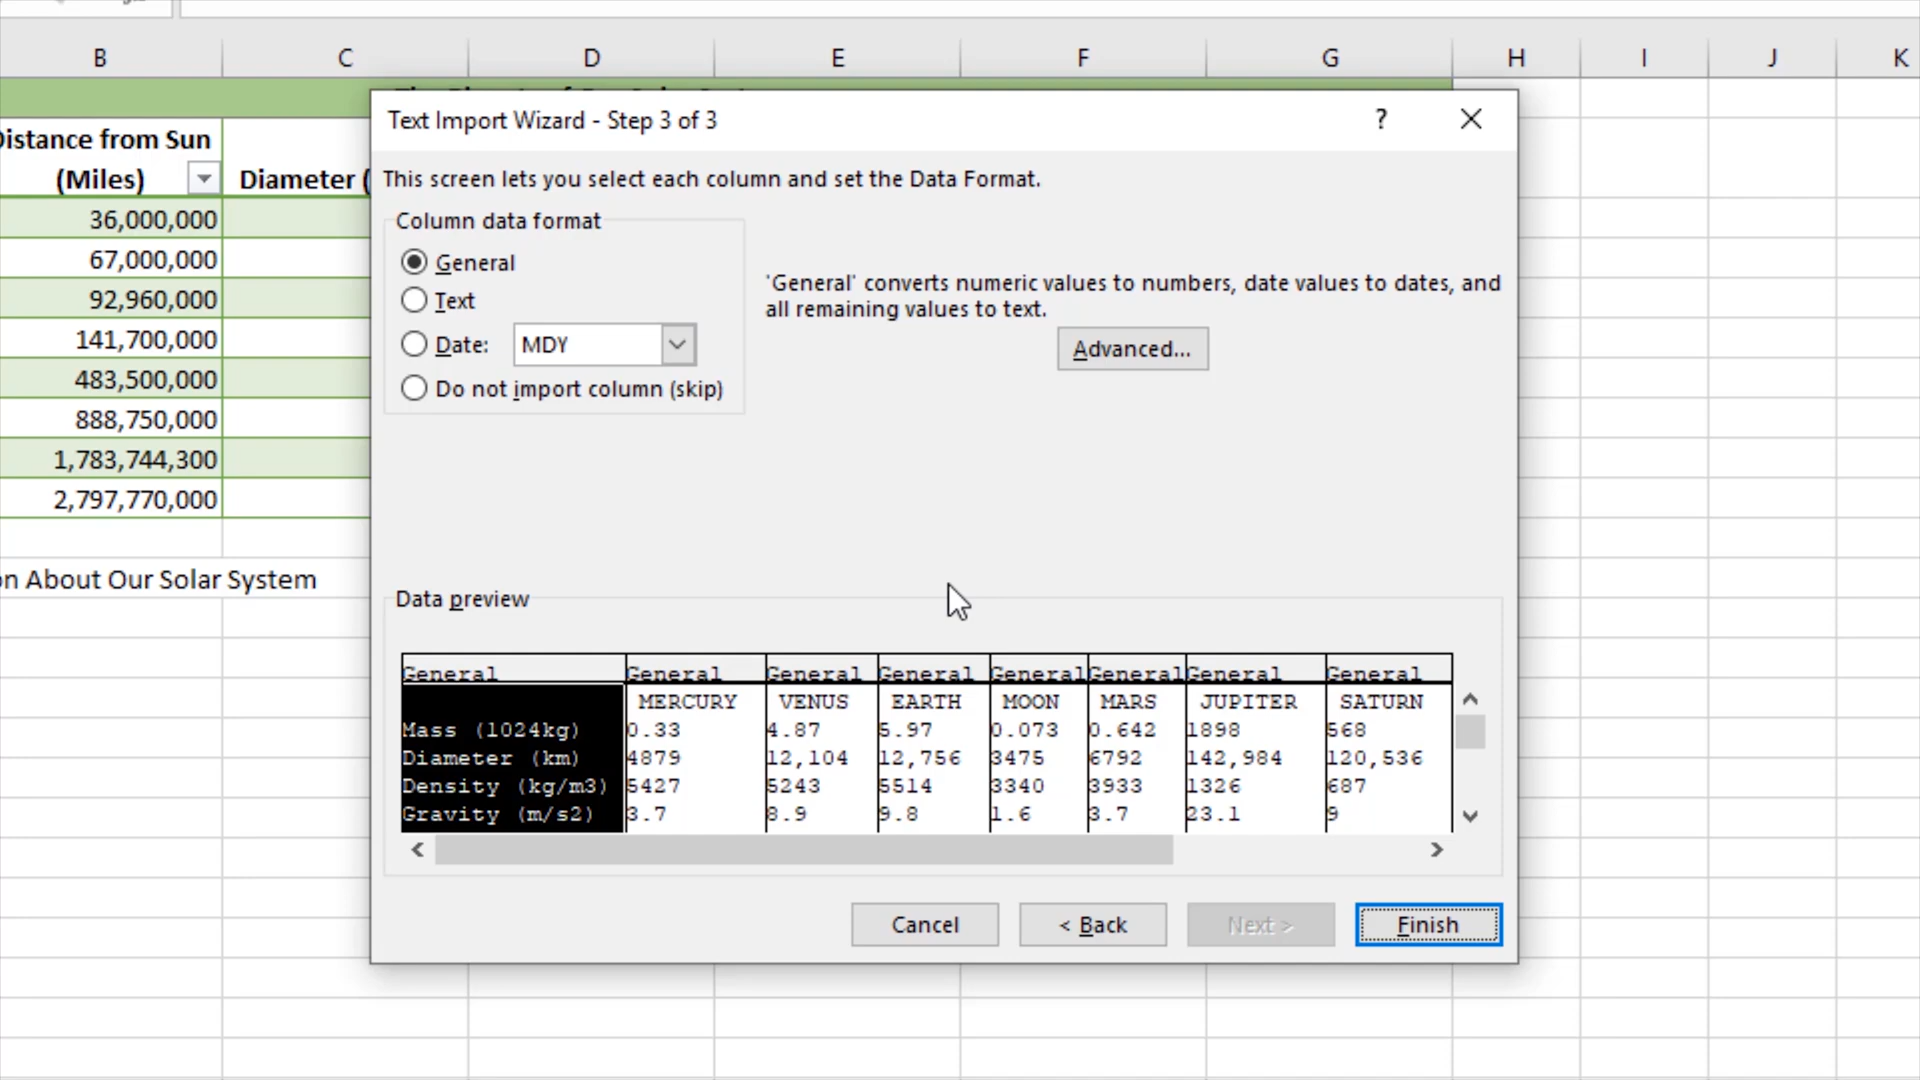 B C D E F G H I J K
Text Import Wizard - Step 3 of 3
?
Distance from Sun
(Miles)
Diameter (
36,000,000
67,000,000
92,960,000
141,700,000
483,500,000
888,750,000
1,783,744,300
2,797,770,000
on About Our Solar System
This screen lets you select each column and set the Data Format.
Column data format
General
Text
Date: MDY
Do not import column (skip)
'General' converts numeric values to numbers, date values to dates, and
all remaining values to text.
Advanced...
Data preview
General General General General General General General General
MERCURY VENUS EARTH MOON MARS JUPITER SATURN
Mass (1024kg) 0.33 4.87 5.97 0.073 0.642 1898 568
Diameter (km) 4879 12,104 12,756 3475 6792 142,984 120,536
Density (kg/m3) 5427 5243 5514 3340 3933 1326 687
Gravity (m/s2) 3.7 8.9 9.8 1.6 3.7 23.1 9
Cancel < Back Next > Finish